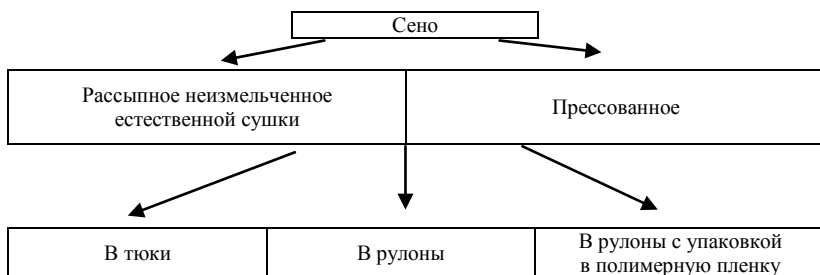 Сено
Рассыпное неизмельченное
естественной сушки
Прессованное
В тюки
В рулоны
В рулоны с упаковкой
в полимерную пленку